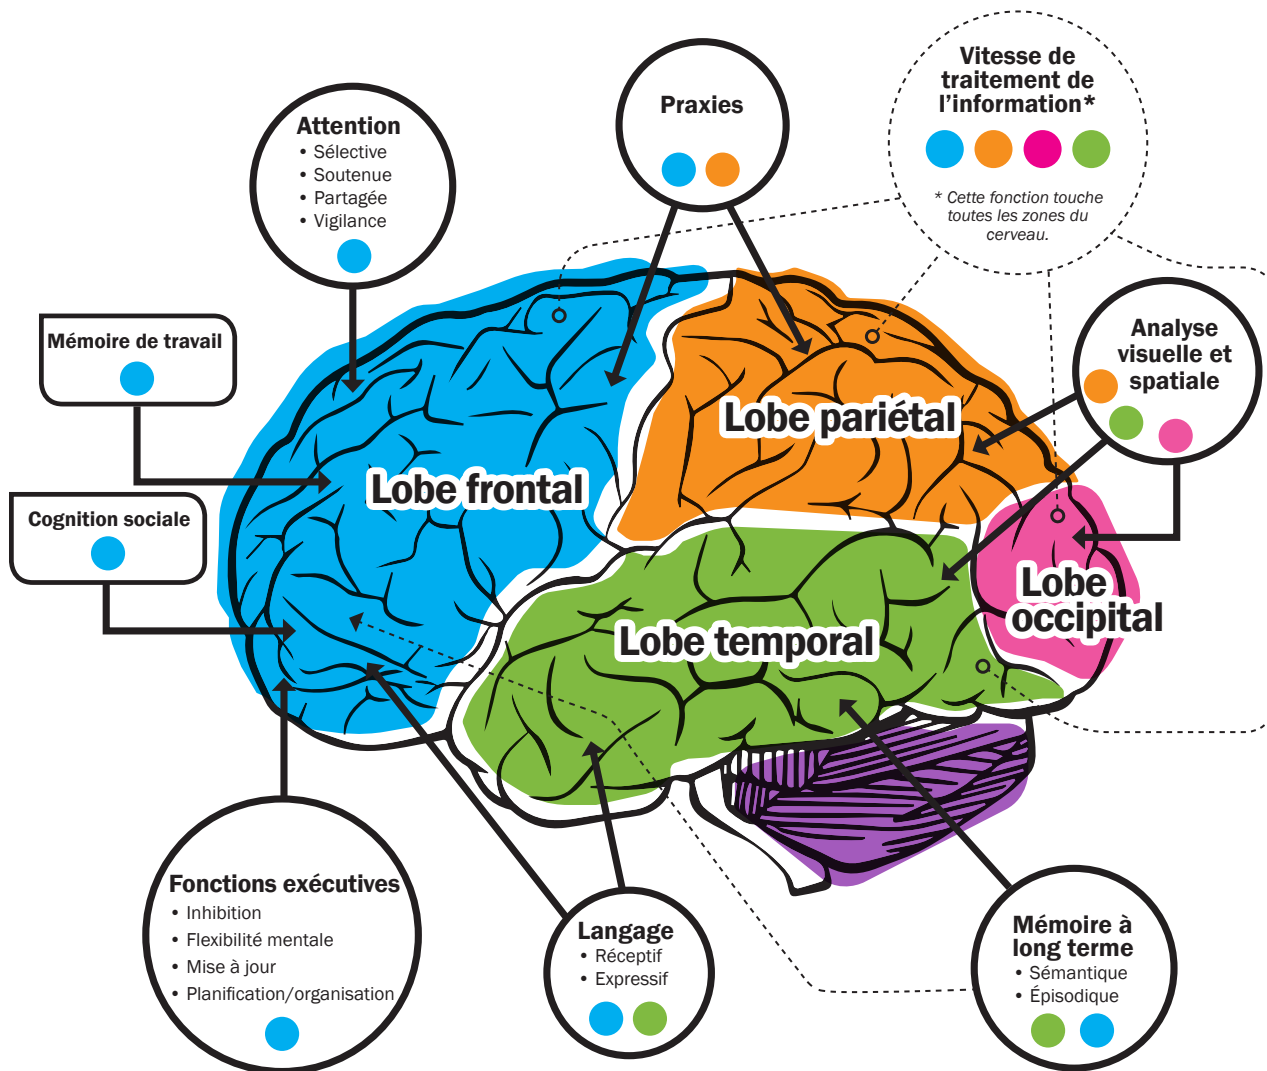 Vitesse de
traitement de
l'information*
* Cette fonction touche
toutes les zones du
cerveau.
Praxies
Attention
• Sélective
• Soutenue
• Partagée
• Vigilance
Mémoire de travail
Analyse
visuelle et
spatiale
Cognition sociale
Lobe pariétal
Lobe frontal
Lobe
occipital
Lobe temporal
Fonctions exécutives
• Inhibition
• Flexibilité mentale
• Mise à jour
• Planification/organisation
Langage
• Réceptif
• Expressif
Mémoire à
long terme
• Sémantique
• Épisodique